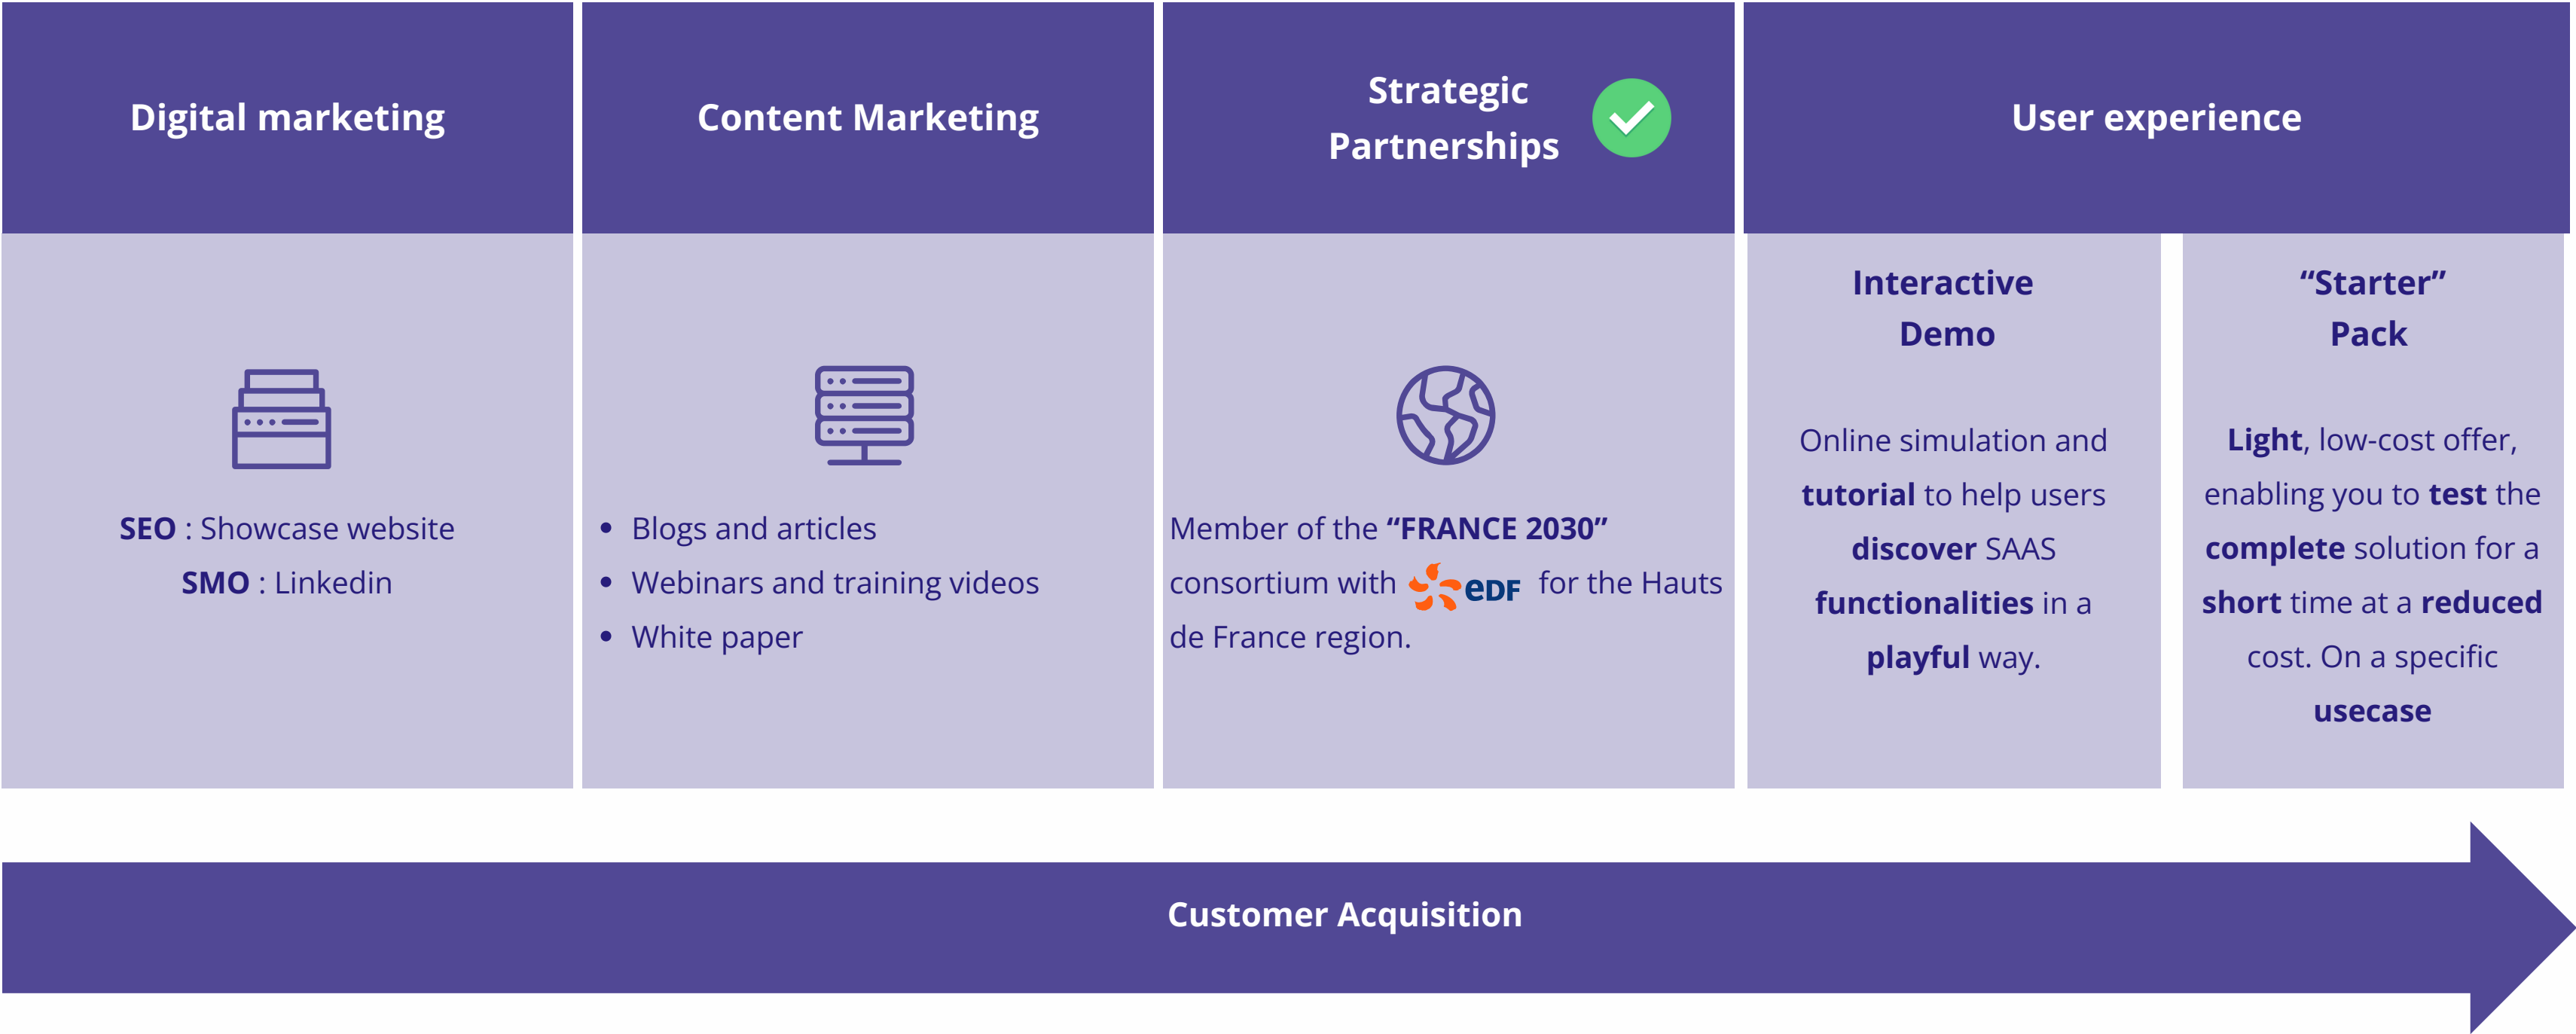 Digital marketing
Content Marketing
Strategic
Partnerships
User experience
SEO : Showcase website
SMO : Linkedin
• Blogs and articles
• Webinars and training videos
• White paper
Member of the “FRANCE 2030”
consortium with eDF for the Hauts
de France region.
Interactive
Demo
Online simulation and
tutorial to help users
discover SAAS
functionalities in a
playful way.
“Starter”
Pack
Light, low-cost offer,
enabling you to test the
complete solution for a
short time at a reduced
cost. On a specific
usecase
Customer Acquisition